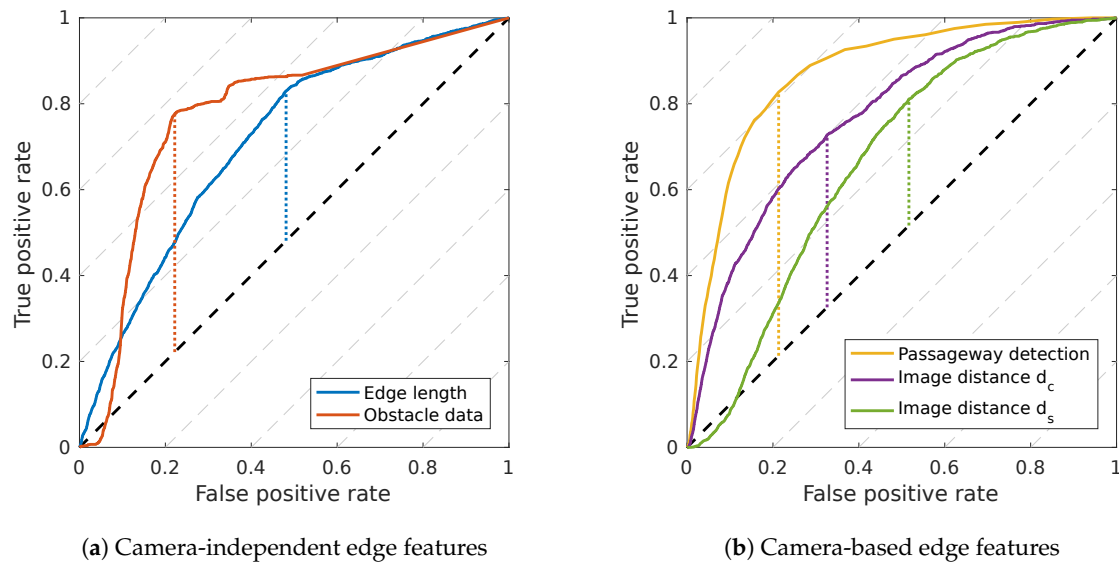 1
0.8
0.6
0.4
0.2
0
0 0.2 0.4 0.6 0.8 1
True positive rate
False positive rate
Edge length
Obstacle data
(a) Camera-independent edge features
1
0.8
0.6
0.4
0.2
0
0 0.2 0.4 0.6 0.8 1
True positive rate
False positive rate
Passageway detection
Image distance d_c
Image distance d_s
(b) Camera-based edge features